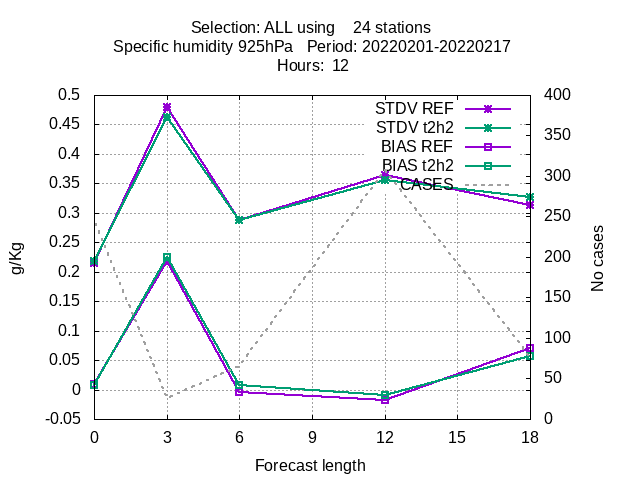 Selection: ALL using    24 stations
Specific humidity 925hPa   Period: 20220201-20220217
Hours:  12
0.5
0.45
0.4
0.35
0.3
0.25
0.2
0.15
0.1
0.05
0
-0.05
g/Kg
STDV REF
STDV t2h2
BIAS REF
BIAS t2h2
CASES
400
350
300
250
200
150
100
50
0
No cases
0 3 6 9 12 15 18
Forecast length